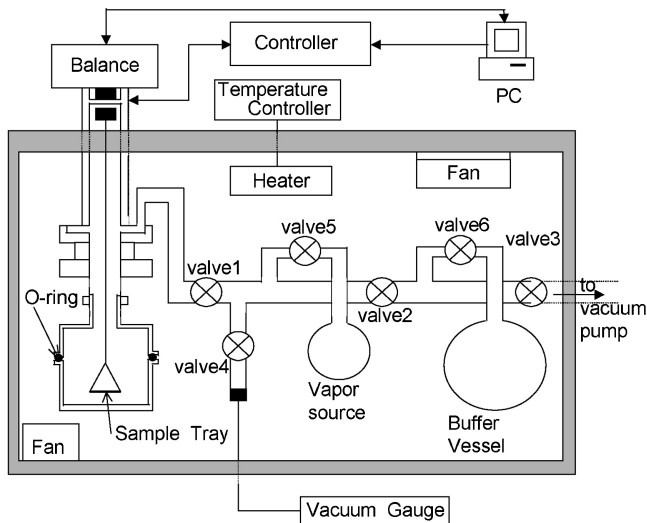 Controller
Balance
PC
Temperature
Controller
Heater
Fan
valve5
valve6
valve3
valve1
O-ring
valve2
to
vacuum
pump
valve4
Vapor
source
Buffer
Vessel
Sample Tray
Fan
Vacuum Gauge